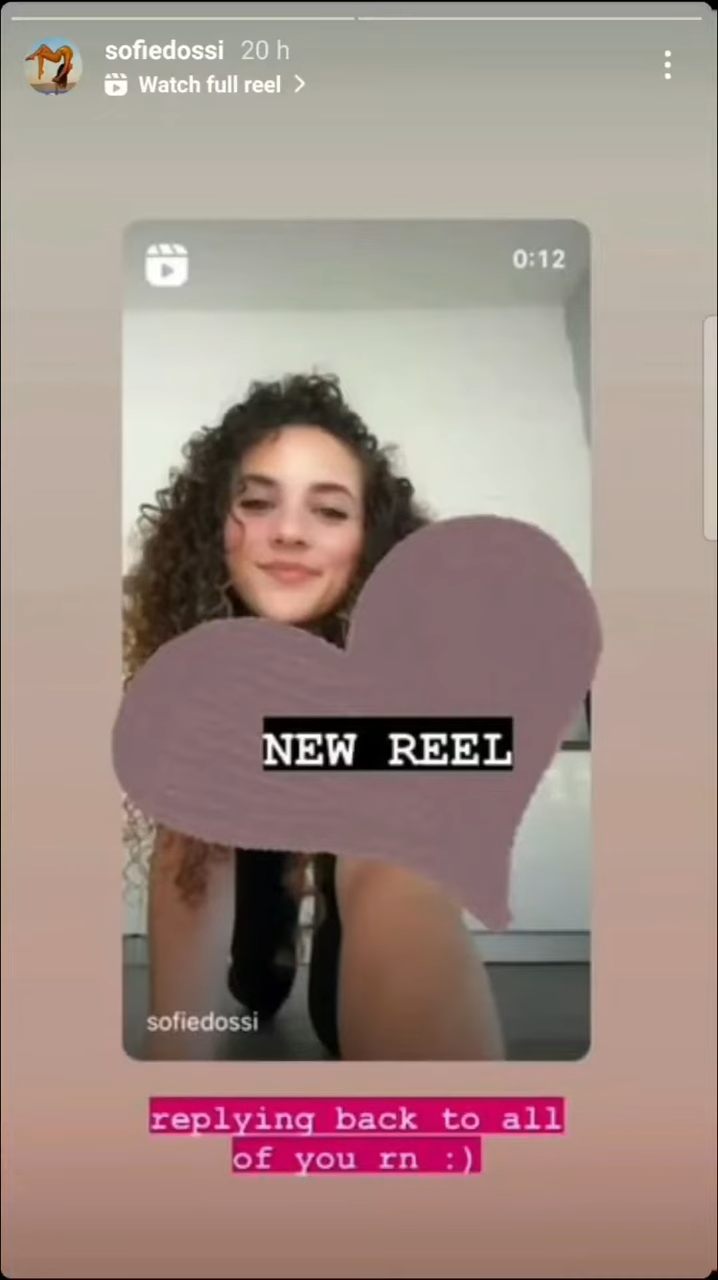 sofiedossi 20 h
Watch full reel
0:12
NEW REEL
sofiedossi
replying back to all
of you rn :)